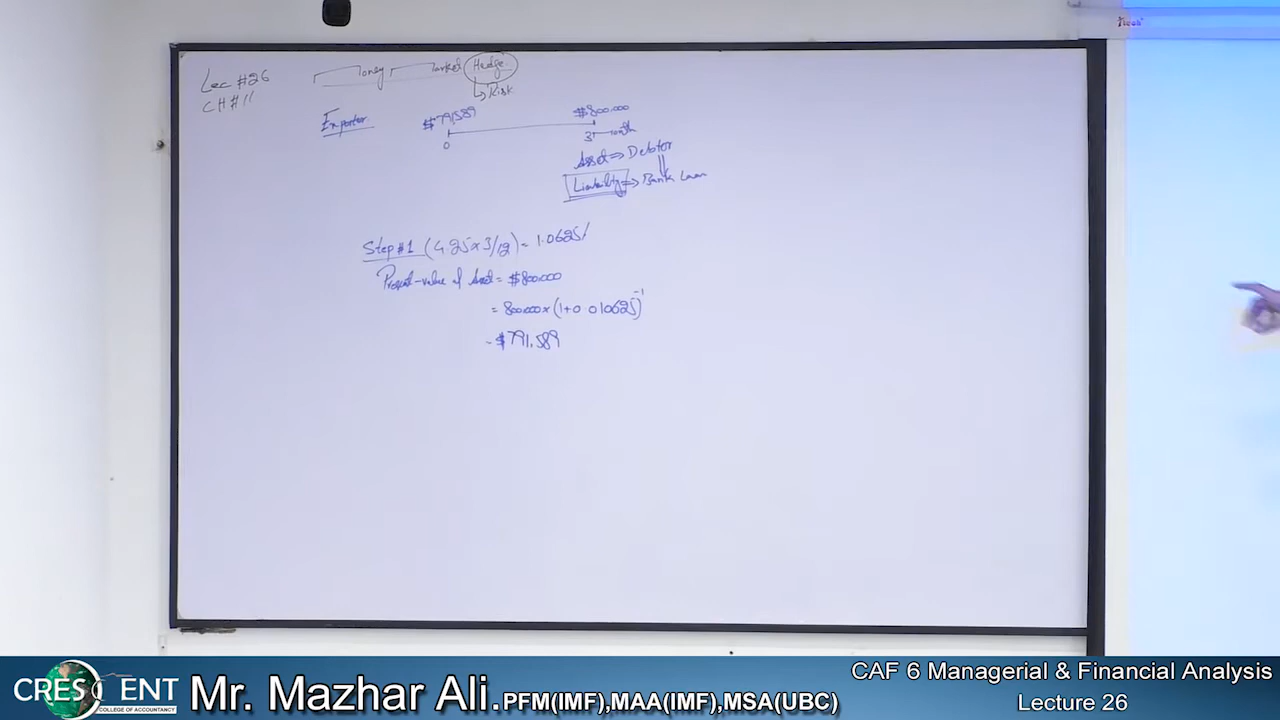 Lec #26
CH#11
Money Market Hedge
↳ Risk
Exporter
$791,589
$800,000
0
3 month
Asset ⇒ Debtor
Liability ⇒ Bank Loan
Step #1 (4.25 × 3/12) = 1.0625%
Present-value of Asset = $800,000
= 800,000 × (1+0.010625)⁻¹
= $791,589
CRESCENT
COLLEGE OF ACCOUNTANCY
Mr. Mazhar Ali. PFM(IMF),MAA(IMF),MSA(UBC)
CAF 6 Managerial & Financial Analysis
Lecture 26